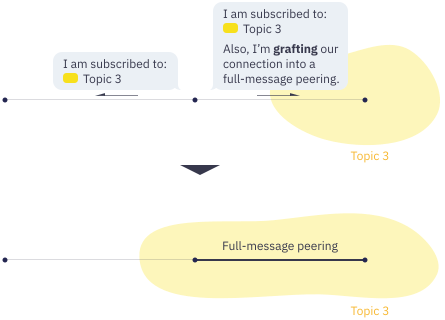 I am subscribed to:
Topic 3
Also, I'm grafting our
connection into a
full-message peering.
I am subscribed to:
Topic 3
Topic 3
Full-message peering
Topic 3